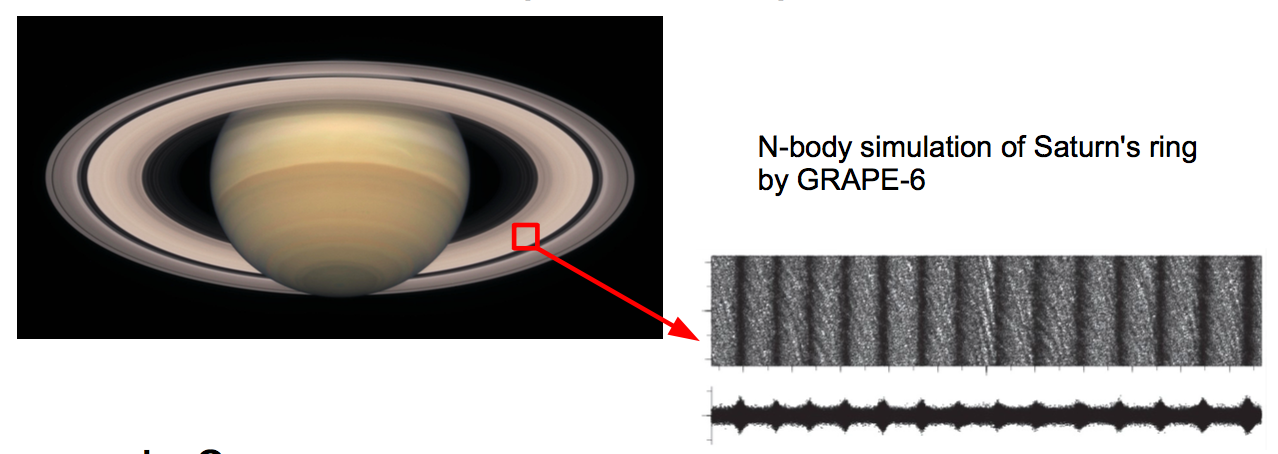 N-body simulation of Saturn's ring
by GRAPE-6